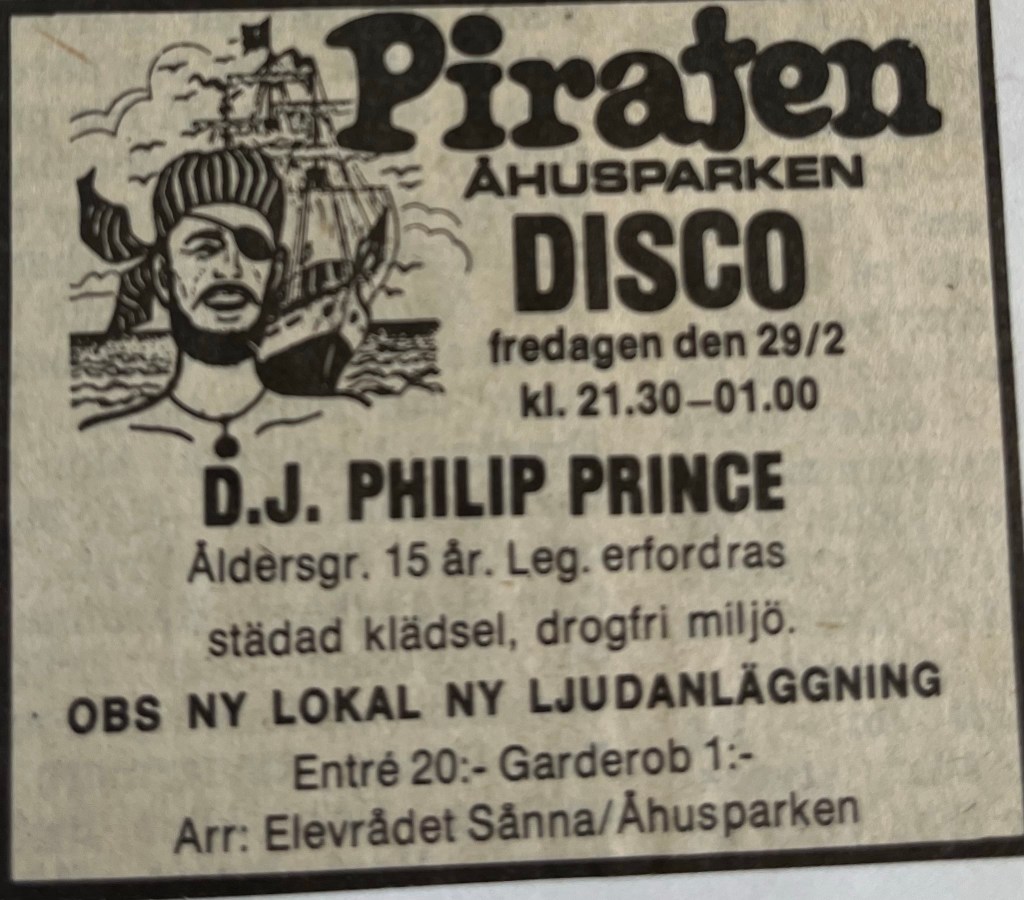 Piraten
ÅHUSPARKEN
DISCO
fredagen den 29/2
kl. 21.30–01.00
D.J. PHILIP PRINCE
Åldersgr. 15 år. Leg. erfordras
städad klädsel, drogfri miljö.
OBS NY LOKAL NY LJUDANLÄGGNING
Entré 20:- Garderob 1:-
Arr: Elevrådet Sånna/Åhusparken